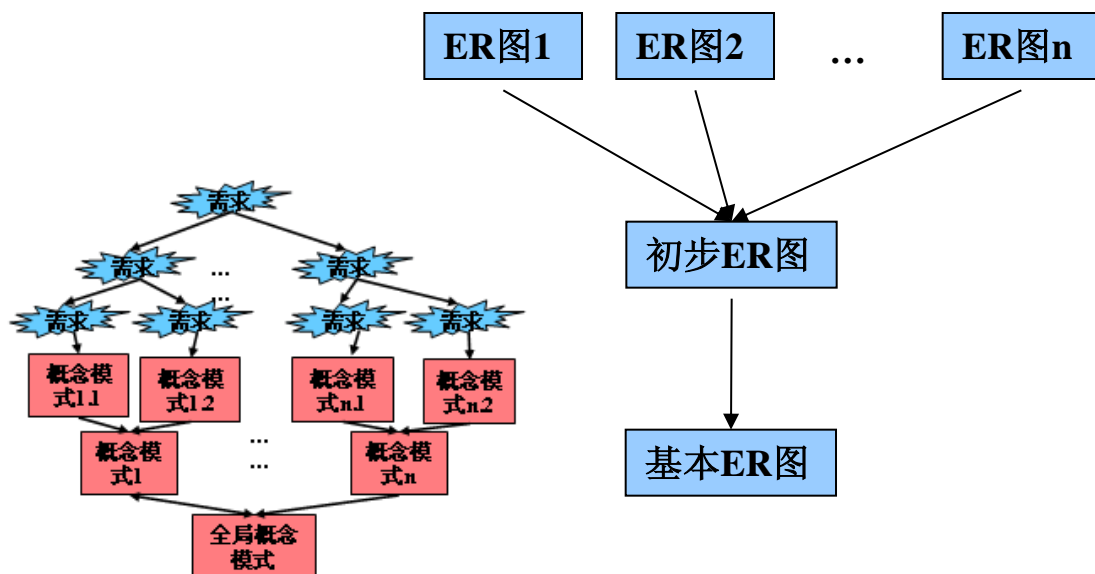 ER图1
ER图2
...
ER图n
初步ER图
基本ER图
需求
需求
...
...
需求
需求
需求
需求
需求
概念模
式1.1
概念模
式1.2
概念模
式n.1
概念模
式n.2
概念模
式1
...
...
概念模
式n
全局概念
模式